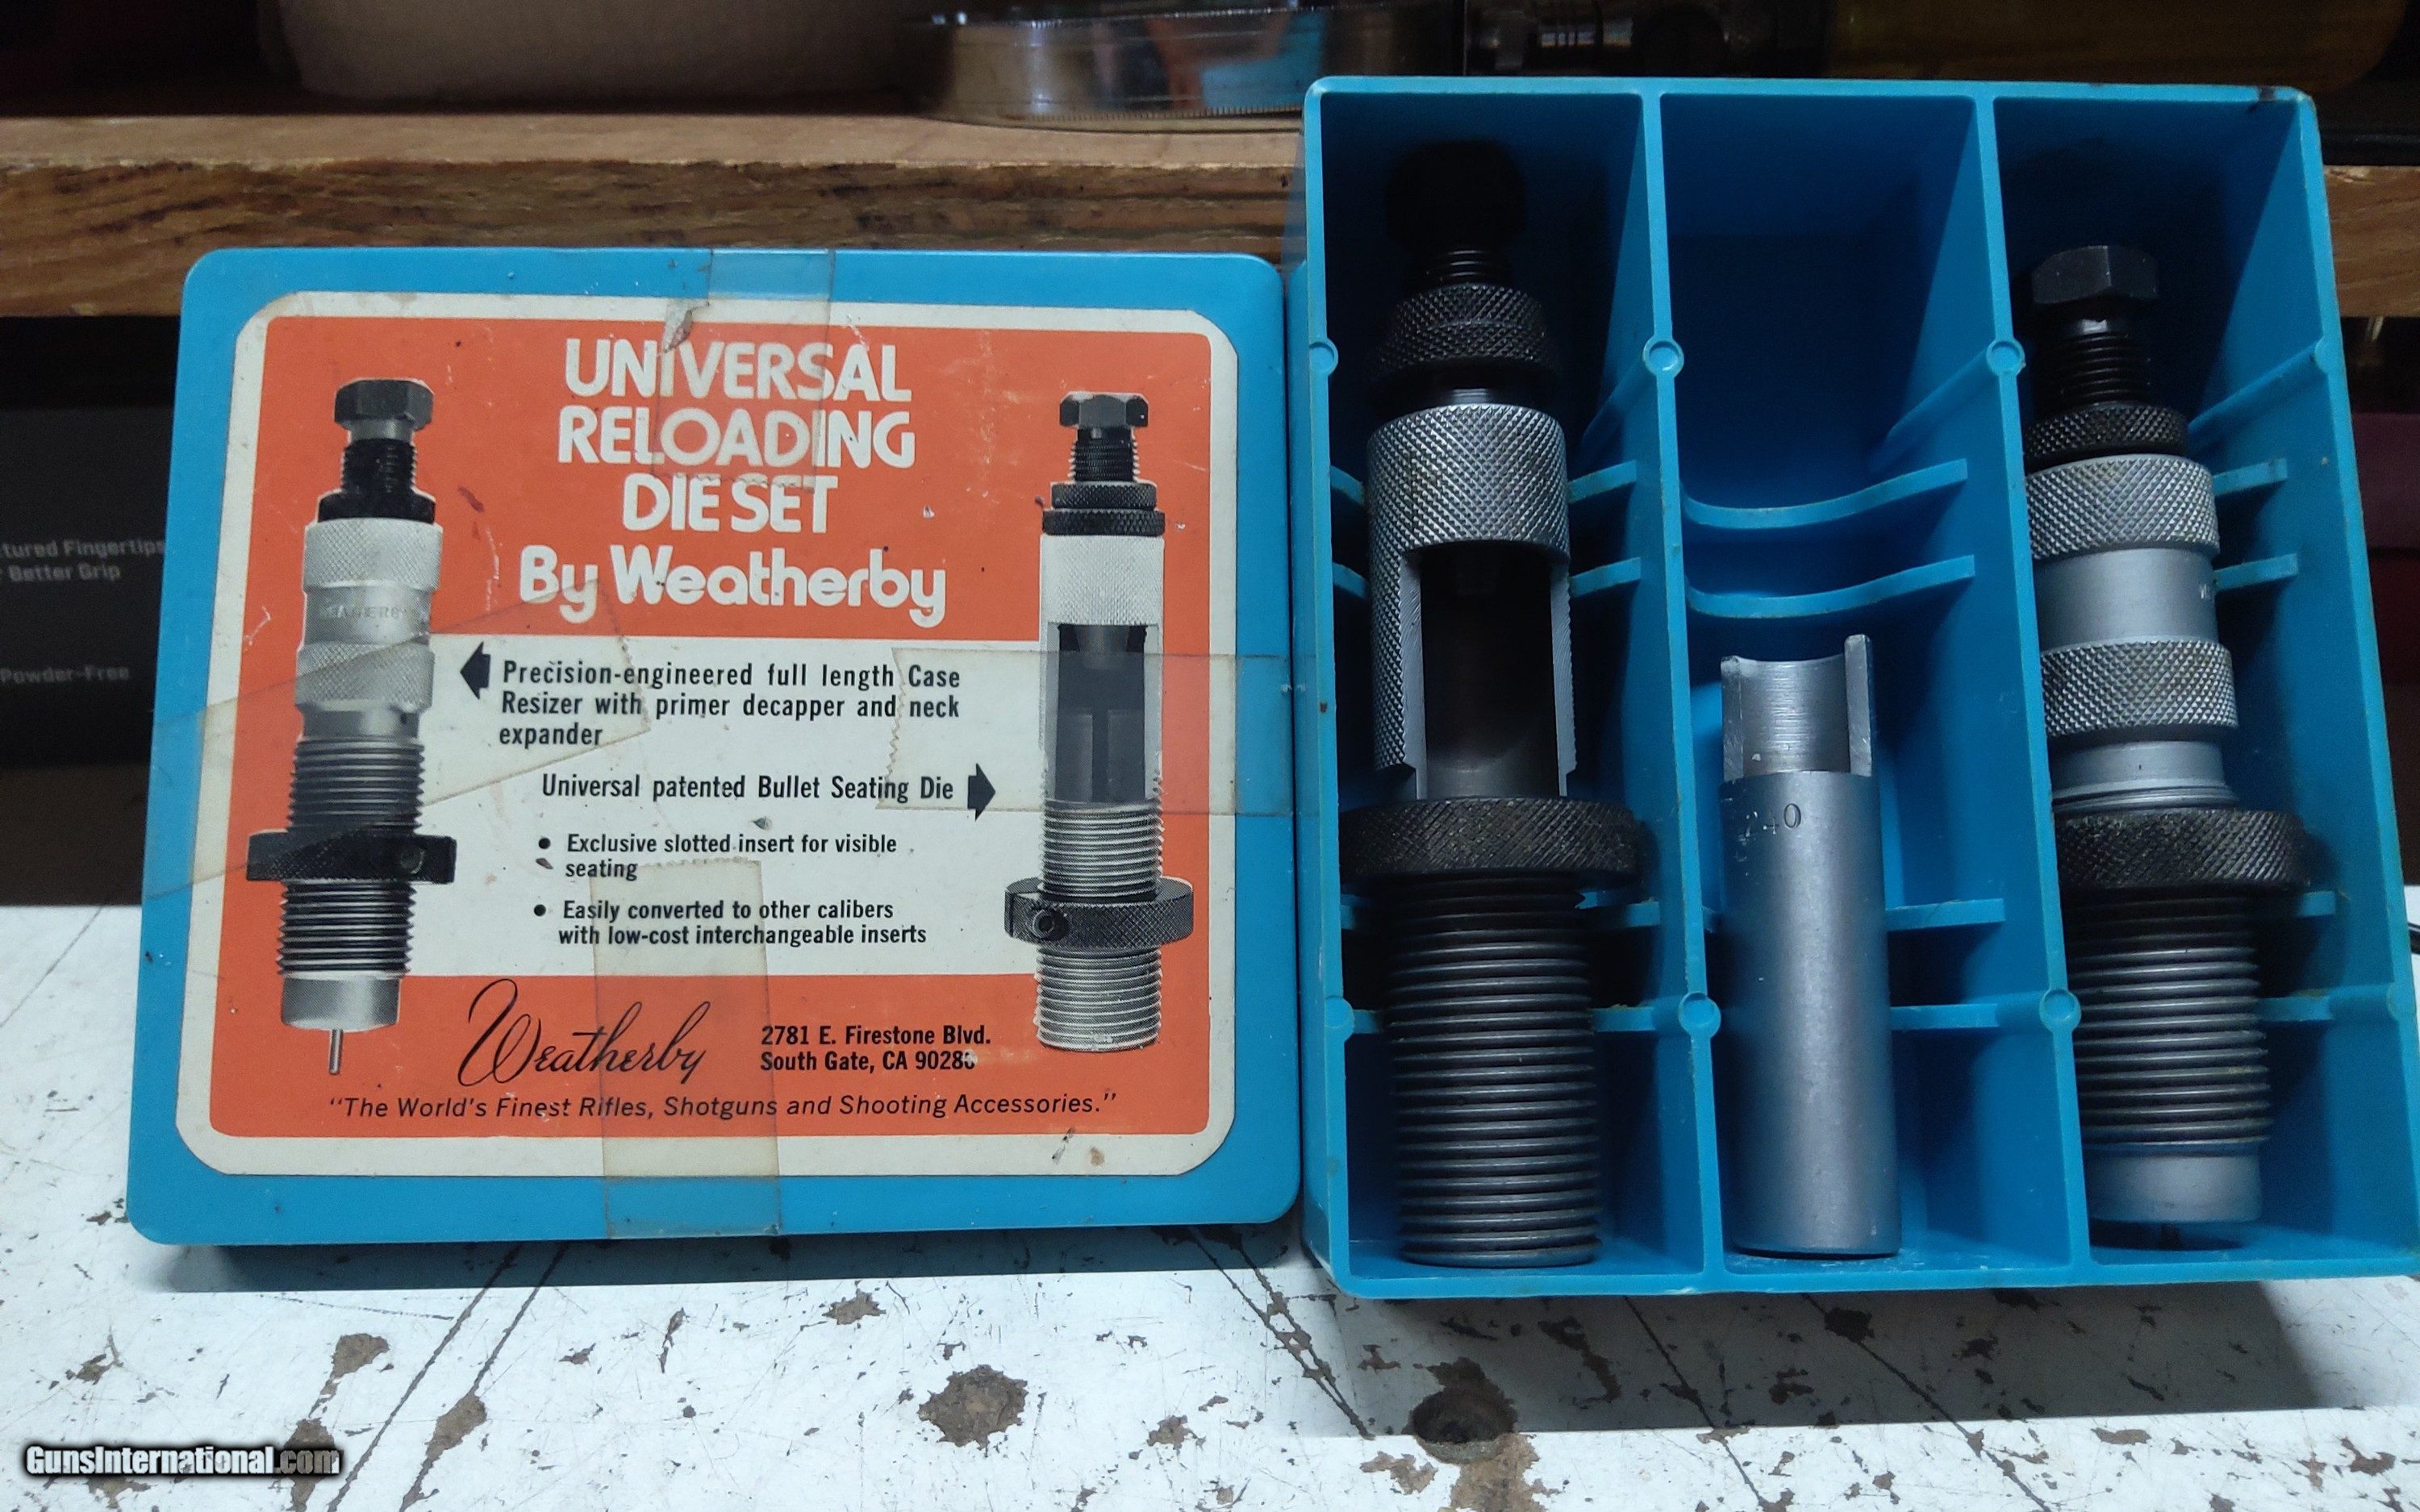 UNIVERSAL
RELOADING
DIE SET
By Weatherby
Precision-engineered full length Case
Resizer with primer decapper and neck
expander
Universal patented Bullet Seating Die
• Exclusive slotted insert for visible
seating
• Easily converted to other calibers
with low-cost interchangeable inserts
Weatherby
2781 E. Firestone Blvd.
South Gate, CA 90280
"The World's Finest Rifles, Shotguns and Shooting Accessories."
240
tured Fingertips
Better Grip
Powder-Free
GunsInternational.com